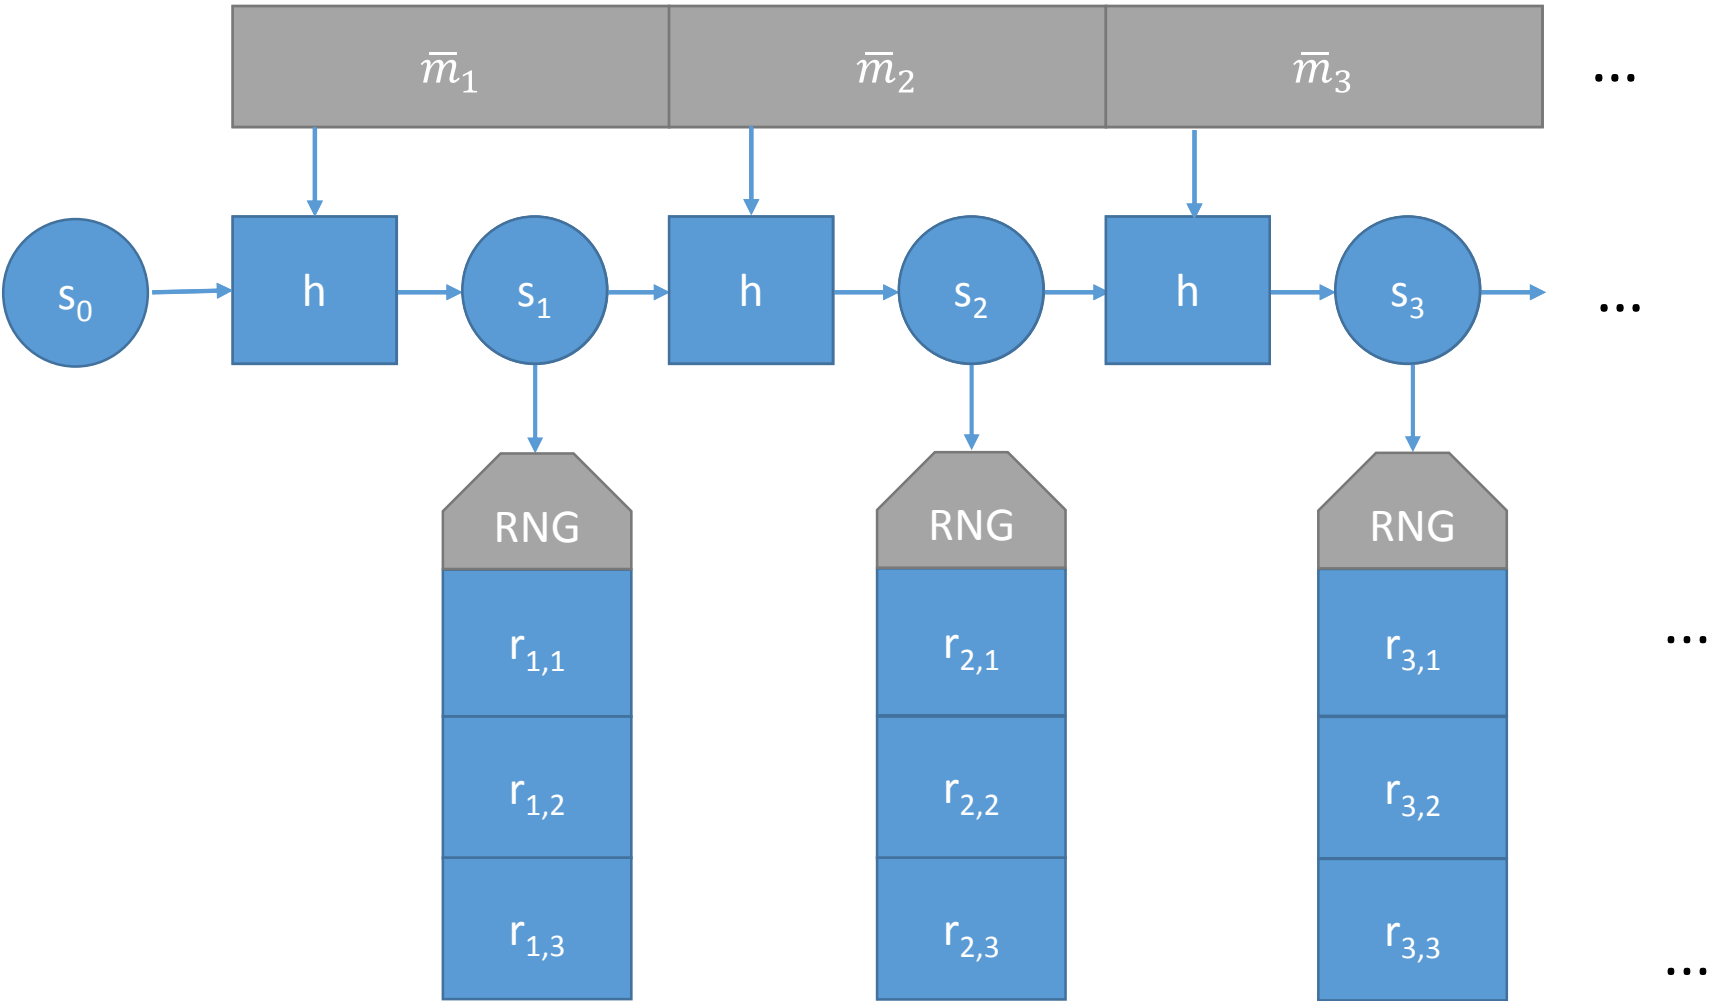 m̅₁ m̅₂ m̅₃ ...
s₀ h s₁ h s₂ h s₃ ...
RNG RNG RNG
r₁,₁ r₂,₁ r₃,₁ ...
r₁,₂ r₂,₂ r₃,₂
r₁,₃ r₂,₃ r₃,₃ ...